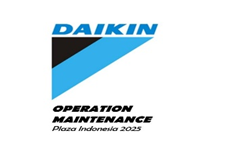 DAIKIN
OPERATION
MAINTENANCE
Plaza Indonesia 2025